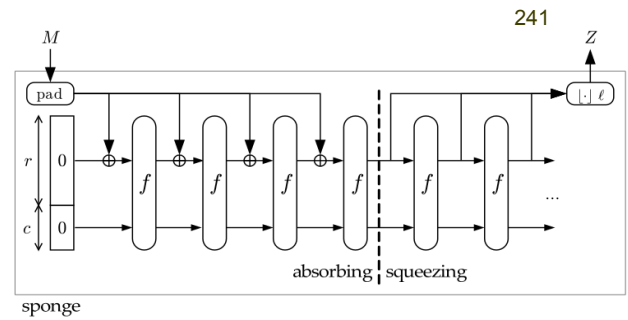 241
M Z
pad ⌊·⌋ ℓ
r 0 f f f f f f
...
c 0
absorbing squeezing
sponge